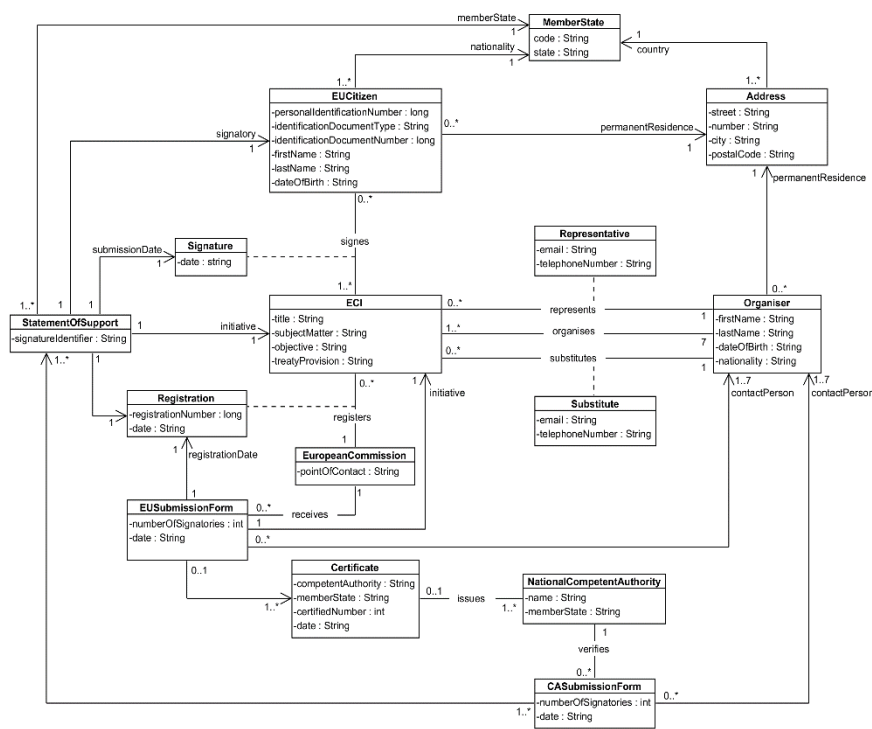 memberState
1
MemberState
code : String
state : String
nationality
1
1
country
1..*
EUCitizen
-personalIdentificationNumber : long
-identificationDocumentType : String
-identificationDocumentNumber : long
-firstName : String
-lastName : String
-dateOfBirth : String
1..*
Address
-street : String
-number : String
-city : String
-postalCode : String
signatory
1
0..*
permanentResidence
1
1
permanentResidence
0..*
signes
1..*
submissionDate
1
Signature
-date : string
Representative
-email : String
-telephoneNumber : String
1..*
1
1
StatementOfSupport
-signatureIdentifier : String
1
initiative
1
ECI
-title : String
-subjectMatter : String
-objective : String
-treatyProvision : String
0..*
represents
1
1..*
organises
7
0..*
substitutes
1
0..*
Organiser
-firstName : String
-lastName : String
-dateOfBirth : String
-nationality : String
1..*
1
1
Registration
-registrationNumber : long
-date : String
0..*
registers
1
1
initiative
Substitute
-email : String
-telephoneNumber : String
1..7
contactPerson
1..7
contactPerson
1
registrationDate
1
EuropeanCommission
-pointOfContact : String
1
EUSubmissionForm
-numberOfSignatories : int
-date : String
0..*
receives
1
0..*
0..1
1..*
Certificate
-competentAuthority : String
-memberState : String
-certifiedNumber : int
-date : String
0..1
issues
1..*
NationalCompetentAuthority
-name : String
-memberState : String
1
verifies
0..*
CASubmissionForm
-numberOfSignatories : int
-date : String
1..*
0..*